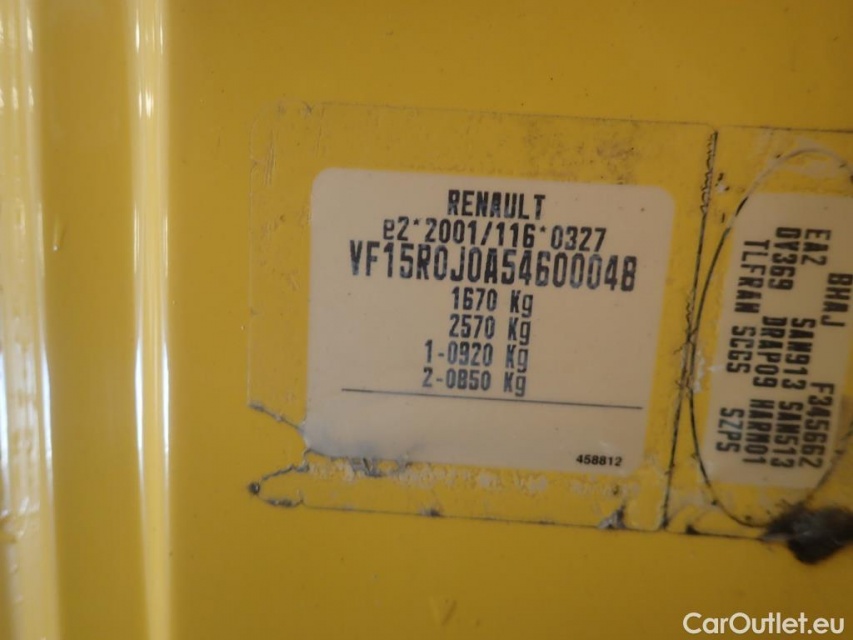 RENAULT
e2*2001/116*0327
VF15R0J0A54600048
1670 Kg
2570 Kg
1-0920 Kg
2-0850 Kg
458812
BHAJ F345662
EA2 SAN913 SAN513
DY369 DRAP09 HARM01
TLFRAN SCGS SZPS
CarOutlet.eu